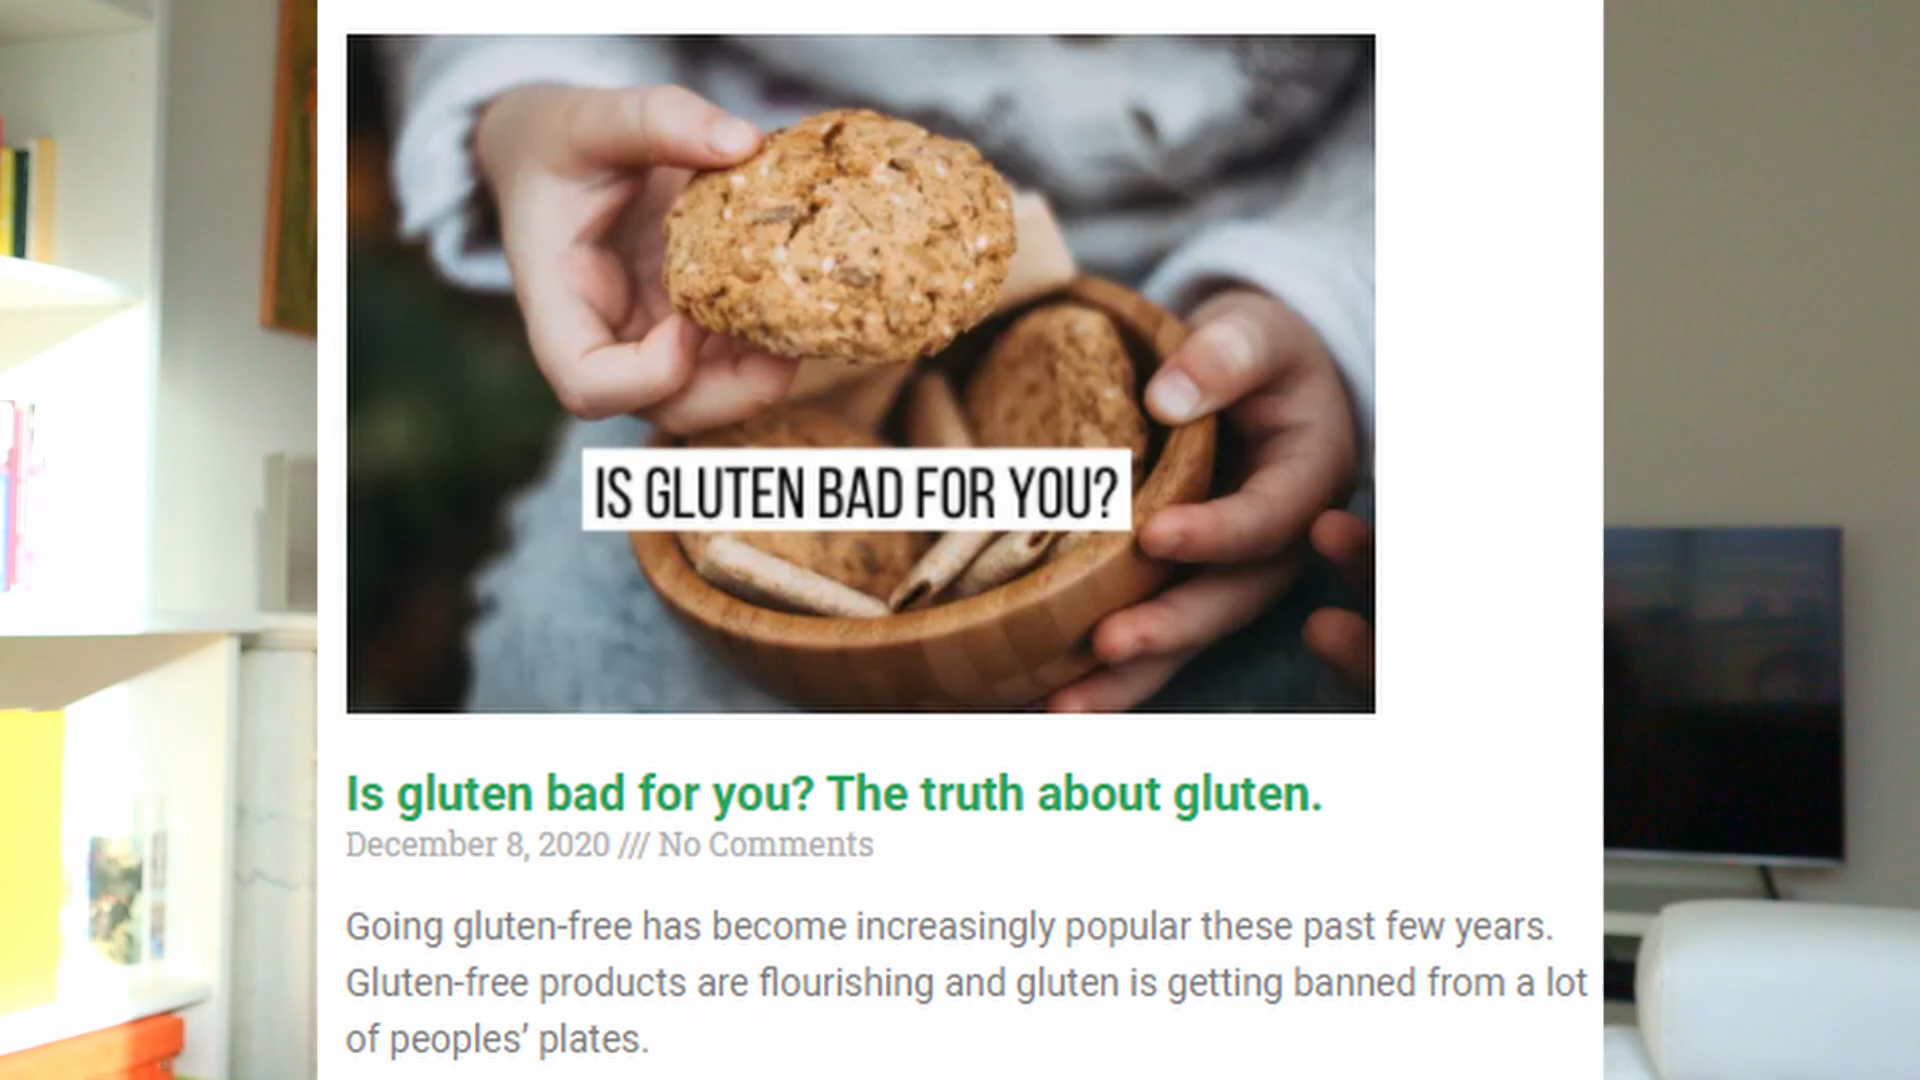 IS GLUTEN BAD FOR YOU?
Is gluten bad for you? The truth about gluten.
December 8, 2020 /// No Comments
Going gluten-free has become increasingly popular these past few years.
Gluten-free products are flourishing and gluten is getting banned from a lot
of peoples’ plates.